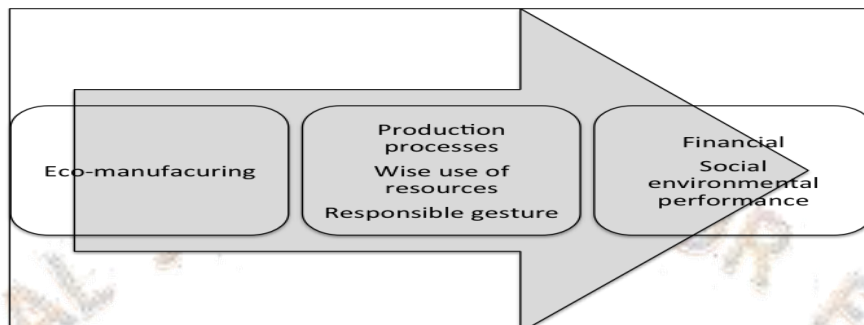 Eco-manufacuring
Production
processes
Wise use of
resources
Responsible gesture
Financial
Social
environmental
performance